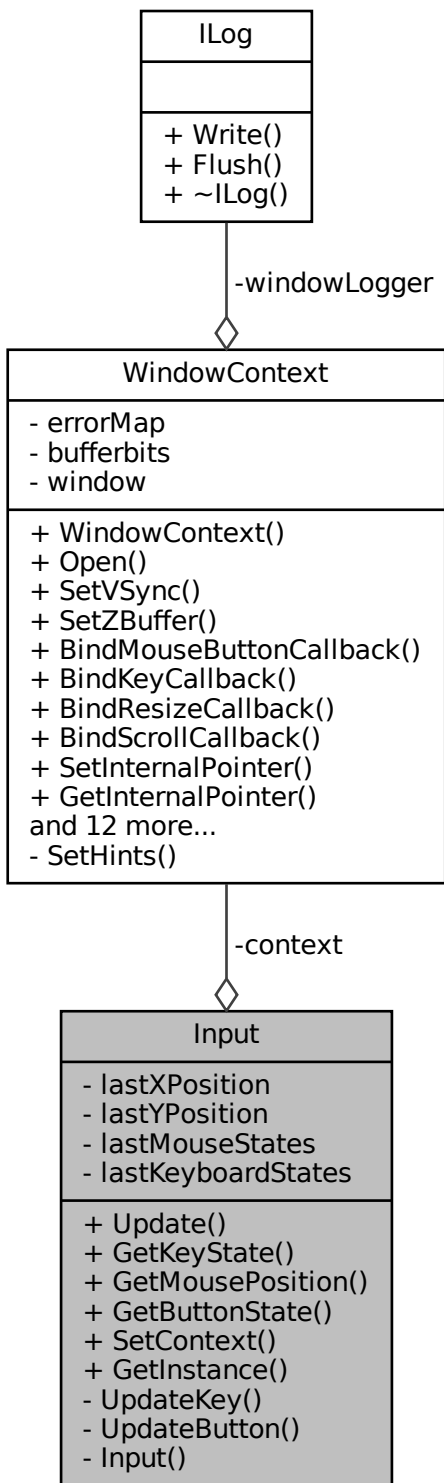 ILog
+ Write()
+ Flush()
+ ~ILog()
-windowLogger
WindowContext
- errorMap
- bufferbits
- window
+ WindowContext()
+ Open()
+ SetVSync()
+ SetZBuffer()
+ BindMouseButtonCallback()
+ BindKeyCallback()
+ BindResizeCallback()
+ BindScrollCallback()
+ SetInternalPointer()
+ GetInternalPointer()
and 12 more...
- SetHints()
-context
Input
- lastXPosition
- lastYPosition
- lastMouseStates
- lastKeyboardStates
+ Update()
+ GetKeyState()
+ GetMousePosition()
+ GetButtonState()
+ SetContext()
+ GetInstance()
- UpdateKey()
- UpdateButton()
- Input()